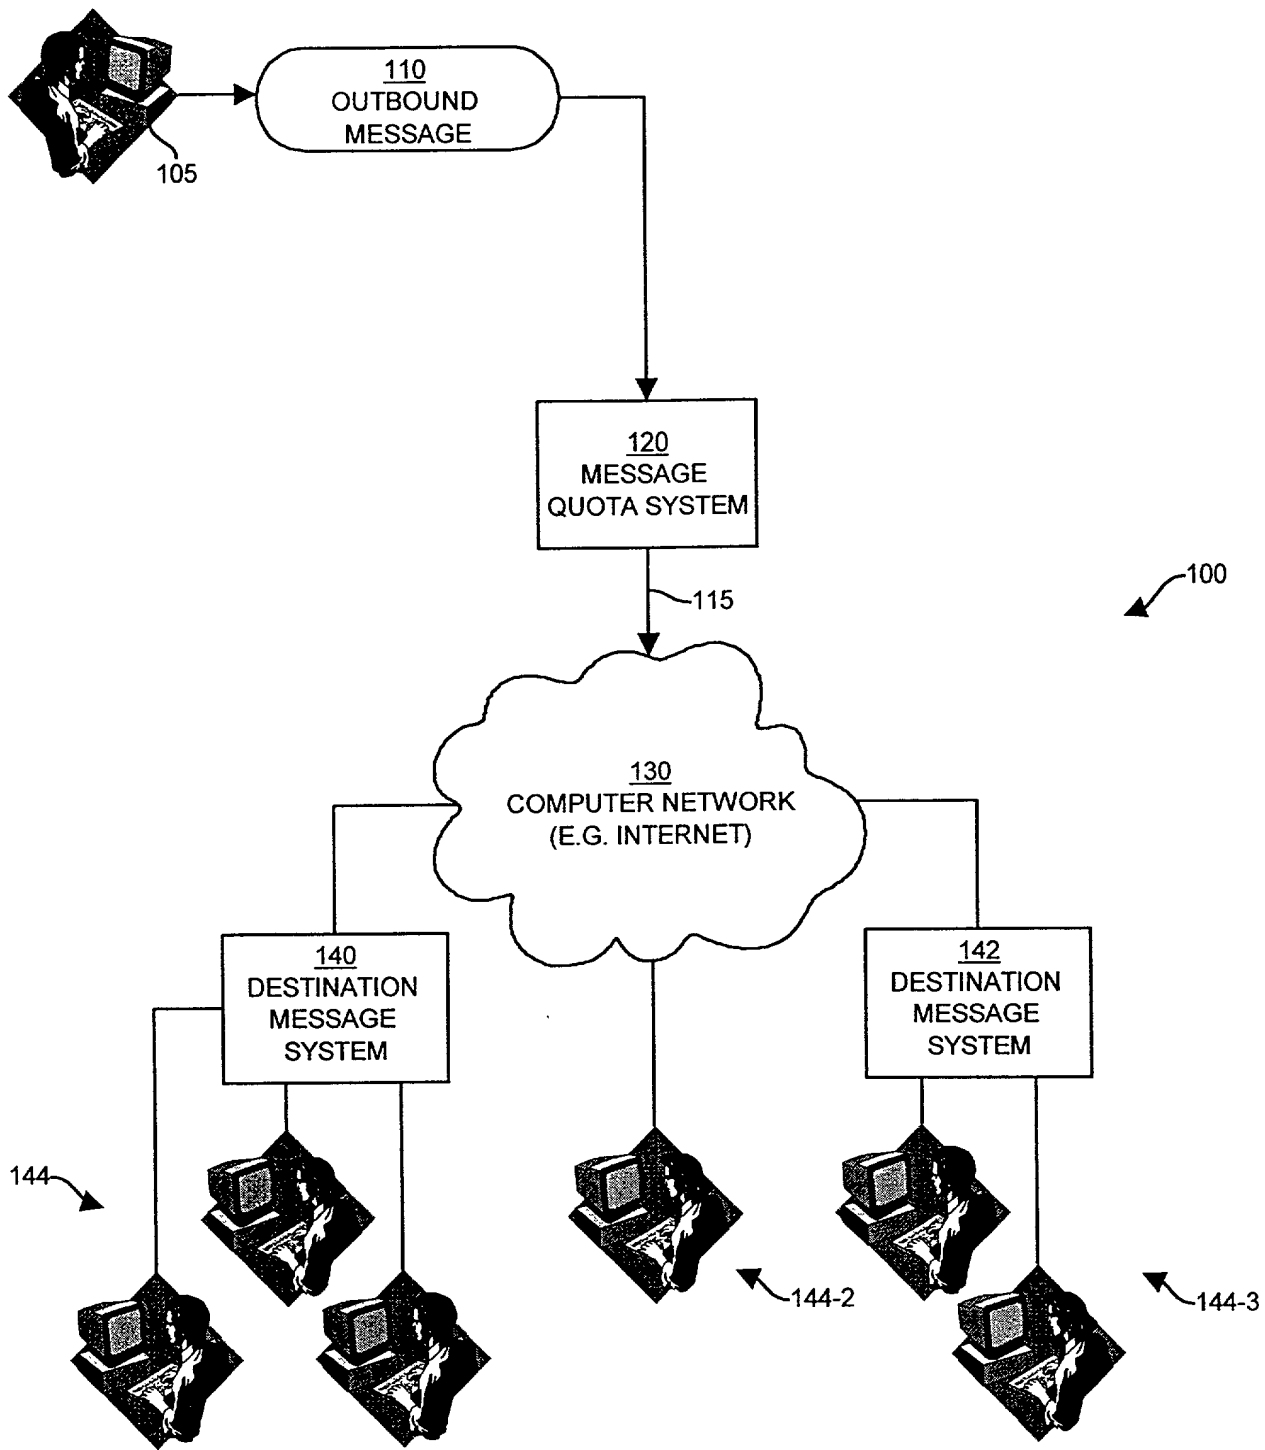 110
OUTBOUND
MESSAGE
105
120
MESSAGE
QUOTA SYSTEM
115
100
130
COMPUTER NETWORK
(E.G. INTERNET)
140
DESTINATION
MESSAGE
SYSTEM
142
DESTINATION
MESSAGE
SYSTEM
144
144-2
144-3